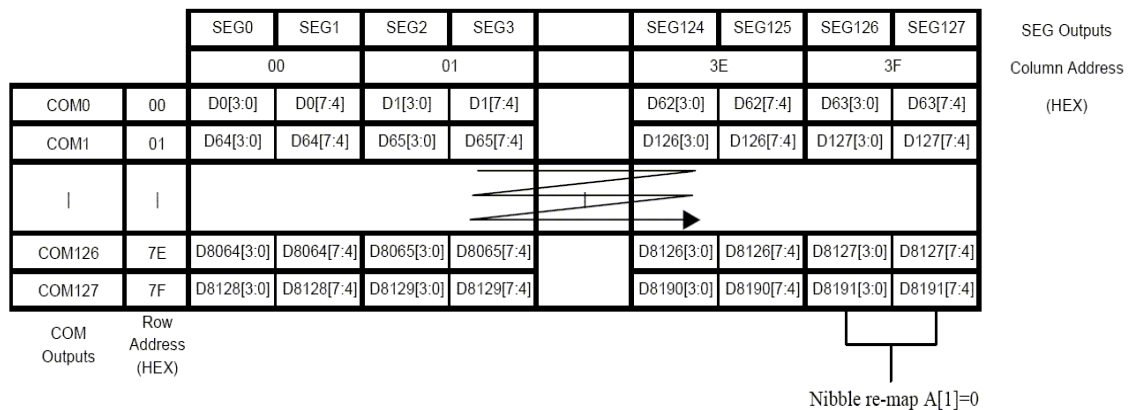 SEG0 SEG1 SEG2 SEG3 SEG124 SEG125 SEG126 SEG127 SEG Outputs
00 01 3E 3F Column Address
(HEX)
COM0 00 D0[3:0] D0[7:4] D1[3:0] D1[7:4] D62[3:0] D62[7:4] D63[3:0] D63[7:4]
COM1 01 D64[3:0] D64[7:4] D65[3:0] D65[7:4] D126[3:0] D126[7:4] D127[3:0] D127[7:4]
| | |
COM126 7E D8064[3:0] D8064[7:4] D8065[3:0] D8065[7:4] D8126[3:0] D8126[7:4] D8127[3:0] D8127[7:4]
COM127 7F D8128[3:0] D8128[7:4] D8129[3:0] D8129[7:4] D8190[3:0] D8190[7:4] D8191[3:0] D8191[7:4]
COM
Outputs
Row
Address
(HEX)
Nibble re-map A[1]=0